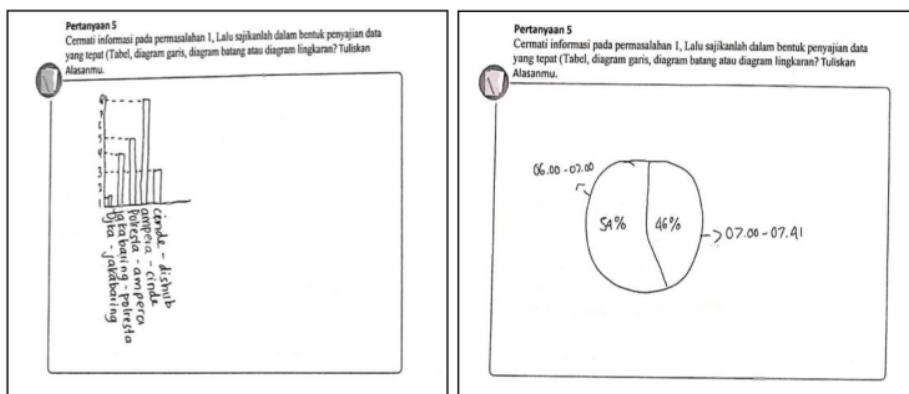 Pertanyaan 5
Cermati informasi pada permasalahan 1, Lalu sajikanlah dalam bentuk penyajian data
yang tepat (Tabel, diagram garis, diagram batang atau diagram lingkaran? Tuliskan
Alasanmu.
8
7
6
5
4
3
2
1
Djka - jakabaring
jakabaring - polresta
Polresta - ampera
ampera - cinde
cinde - dishub
Pertanyaan 5
Cermati informasi pada permasalahan 1, Lalu sajikanlah dalam bentuk penyajian data
yang tepat (Tabel, diagram garis, diagram batang atau diagram lingkaran? Tuliskan
Alasanmu.
06.00 - 07.00
54%
46%
07.00 - 07.41